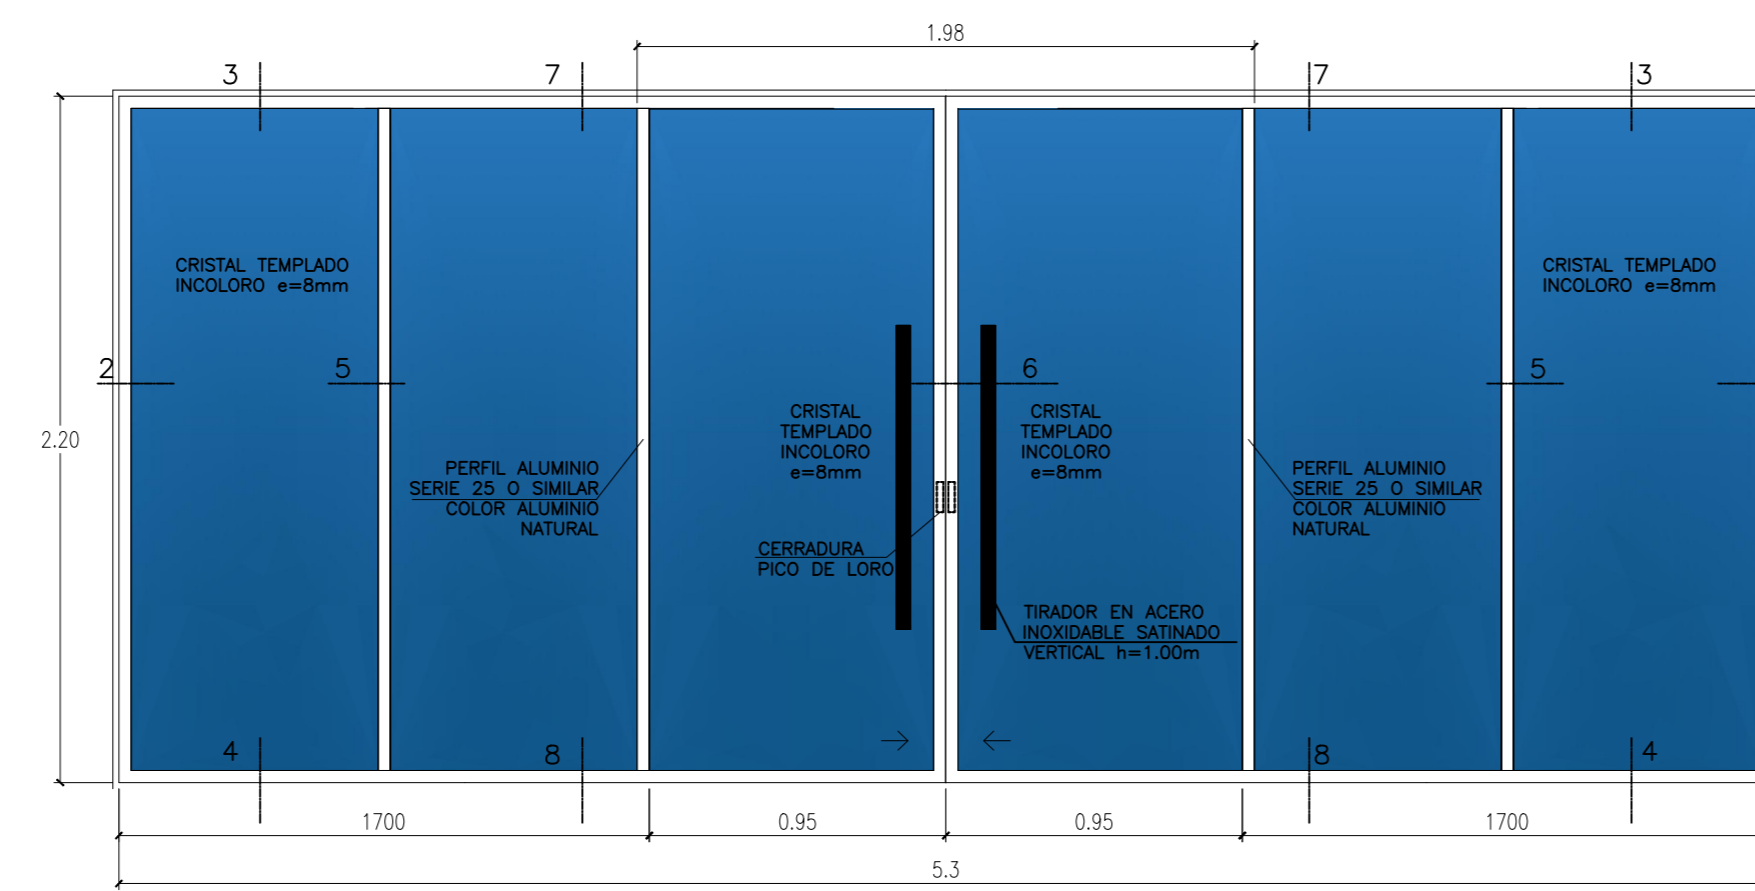 1.98
3
7
7
3
CRISTAL TEMPLADO
INCOLORO e=8mm
CRISTAL TEMPLADO
INCOLORO e=8mm
2
5
6
5
CRISTAL
TEMPLADO
INCOLORO
e=8mm
CRISTAL
TEMPLADO
INCOLORO
e=8mm
2.20
PERFIL ALUMINIO
SERIE 25 O SIMILAR
COLOR ALUMINIO
NATURAL
PERFIL ALUMINIO
SERIE 25 O SIMILAR
COLOR ALUMINIO
NATURAL
CERRADURA
PICO DE LORO
TIRADOR EN ACERO
INOXIDABLE SATINADO
VERTICAL h=1.00m
4
8
8
4
1700
0.95
0.95
1700
5.3